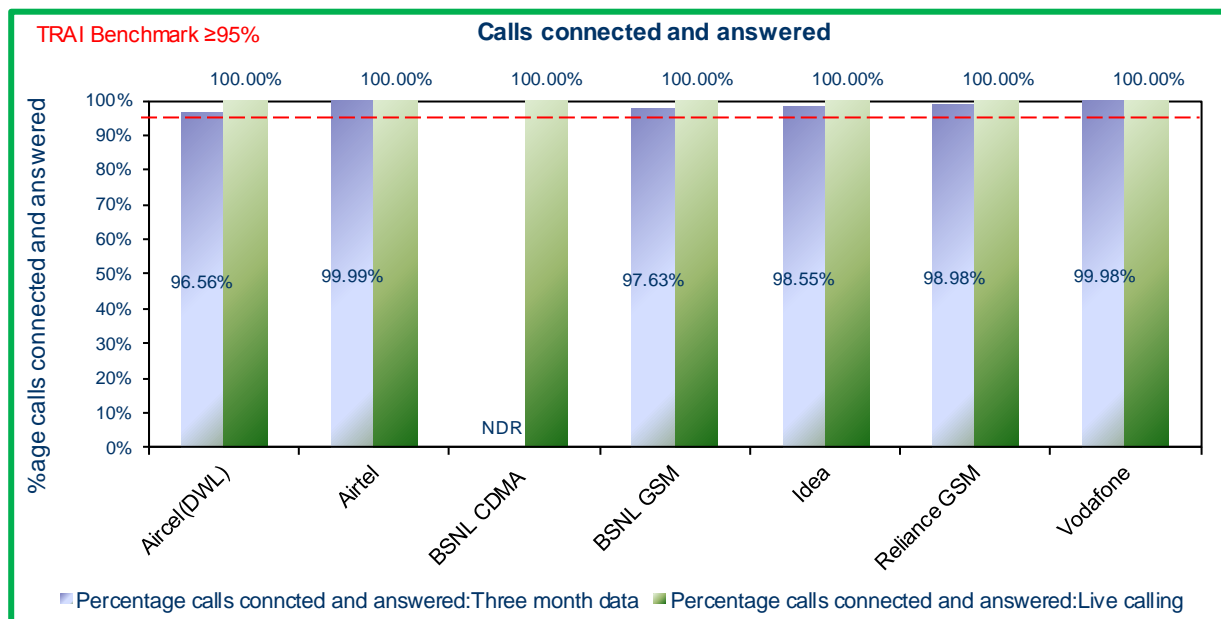 TRAI Benchmark ≥95%
Calls connected and answered
100.00% 100.00% 100.00% 100.00% 100.00% 100.00% 100.00%
%age calls connected and answered
100%
90%
80%
70%
60%
50%
40%
30%
20%
10%
0%
96.56% 99.99% NDR 97.63% 98.55% 98.98% 99.98%
Aircel(DWL) Airtel BSNL CDMA BSNL GSM Idea Reliance GSM Vodafone
Percentage calls conncted and answered:Three month data Percentage calls connected and answered:Live calling